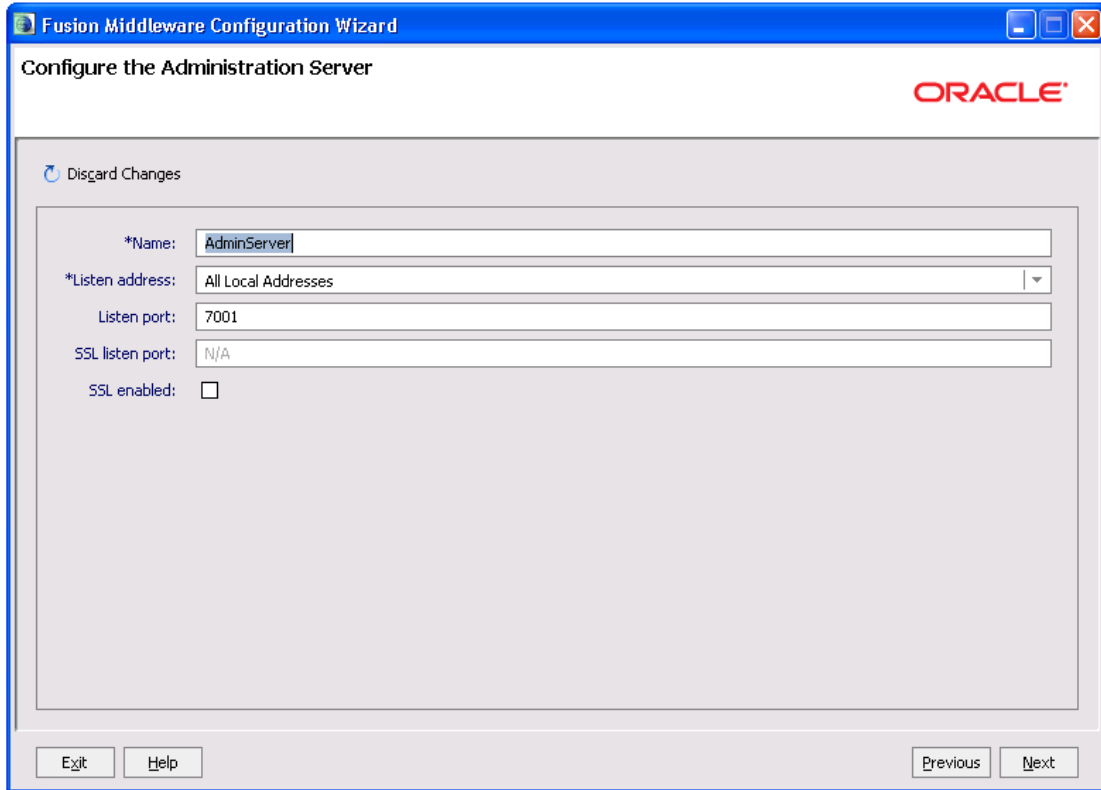 Fusion Middleware Configuration Wizard
Configure the Administration Server
ORACLE
Discard Changes
*Name: AdminServer
*Listen address: All Local Addresses
Listen port: 7001
SSL listen port: N/A
SSL enabled:
Exit Help Previous Next